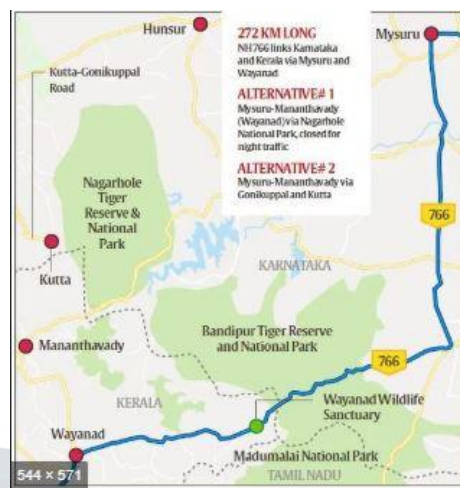 Hunsur
272 KM LONG
NH766 links Karnataka
and Kerala via Mysuru and
Wayanad
ALTERNATIVE# 1
Mysuru-Mananthavady
(Wayanad) via Nagarhole
National Park, closed for
night traffic
ALTERNATIVE# 2
Mysuru-Mananthavady via
Gonikuppal and Kutta
Mysuru
Kutta-Gonikuppal
Road
Nagarhole
Tiger
Reserve &
National
Park
766
Kutta
KARNATAKA
Mananthavady
Bandipur Tiger Reserve
and National Park
766
KERALA
Wayanad Wildlife
Sanctuary
Wayanad
Madumalai National Park
TAMIL NADU
544 × 571